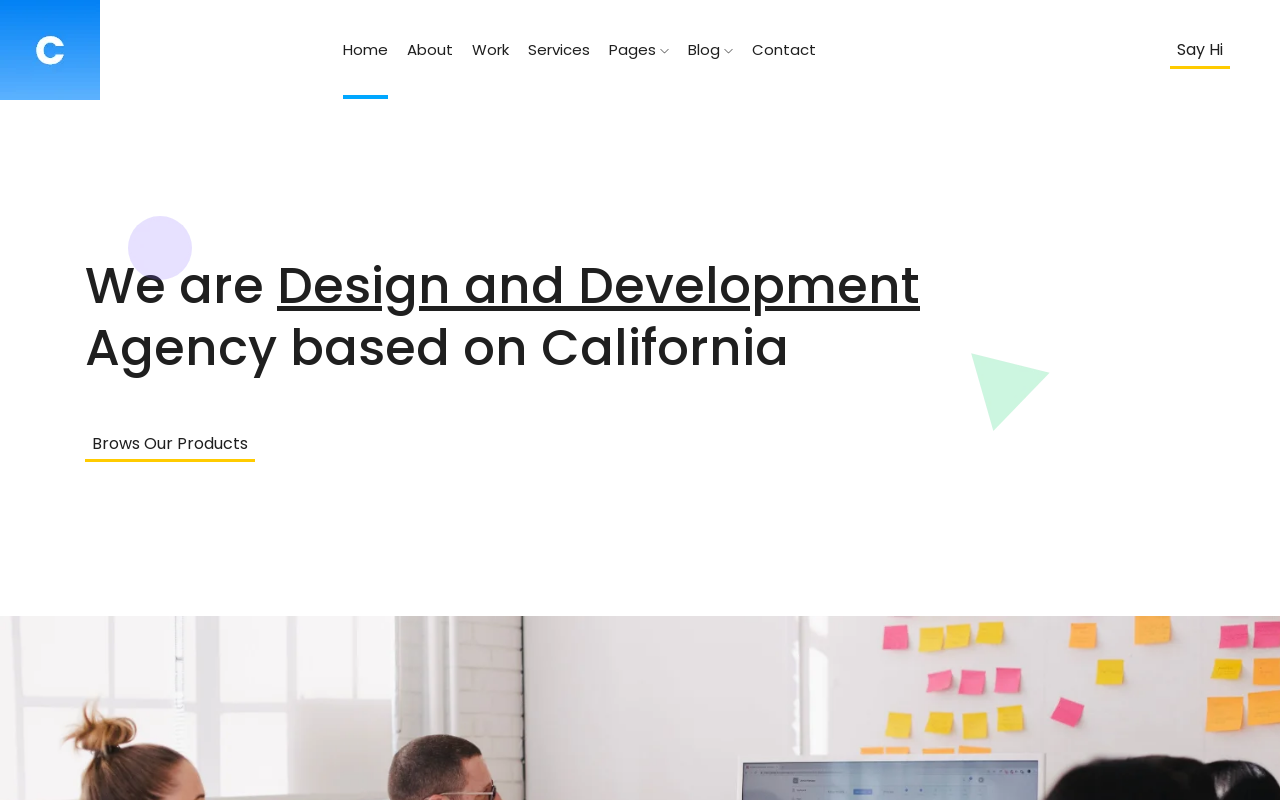 C
Home About Work Services Pages Blog Contact
Say Hi
We are Design and Development
Agency based on California
Brows Our Products